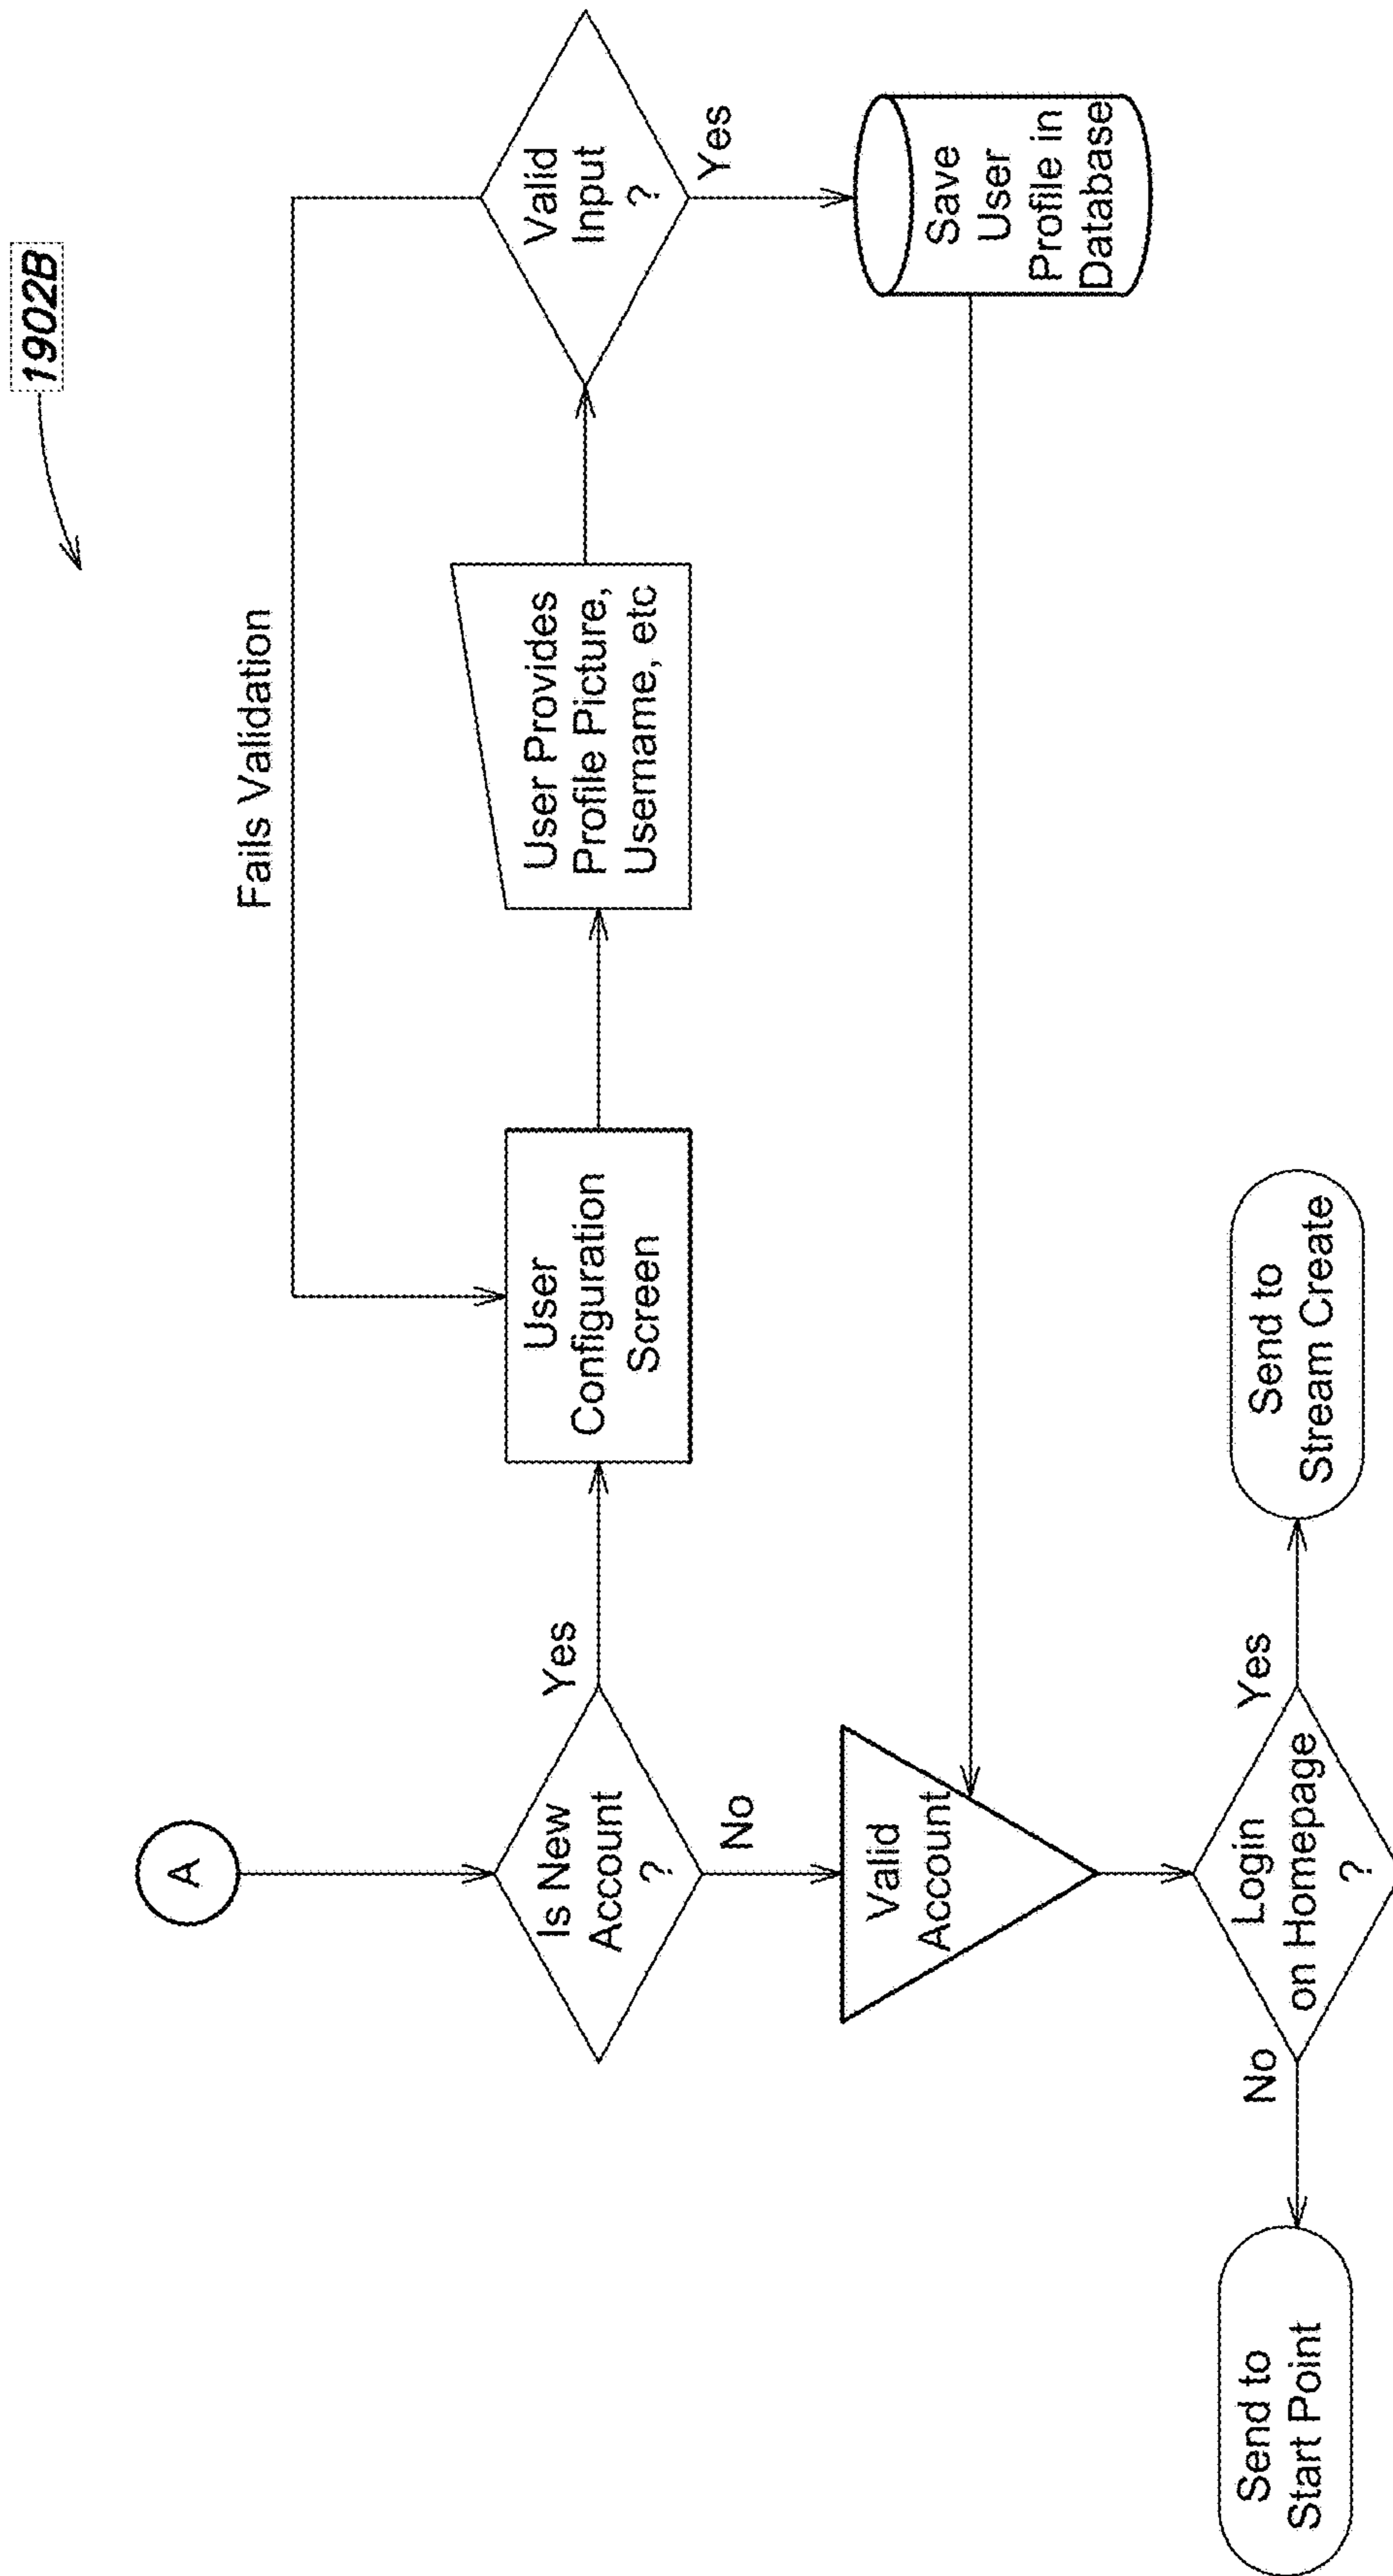 1902B
A
Fails Validation
Is New
Account
?
Yes
User
Configuration
Screen
User Provides
Profile Picture,
Username, etc
Valid
Input
?
No
Yes
Valid
Account
Save
User
Profile in
Database
Send to
Start Point
No
Login
on Homepage
?
Yes
Send to
Stream Create